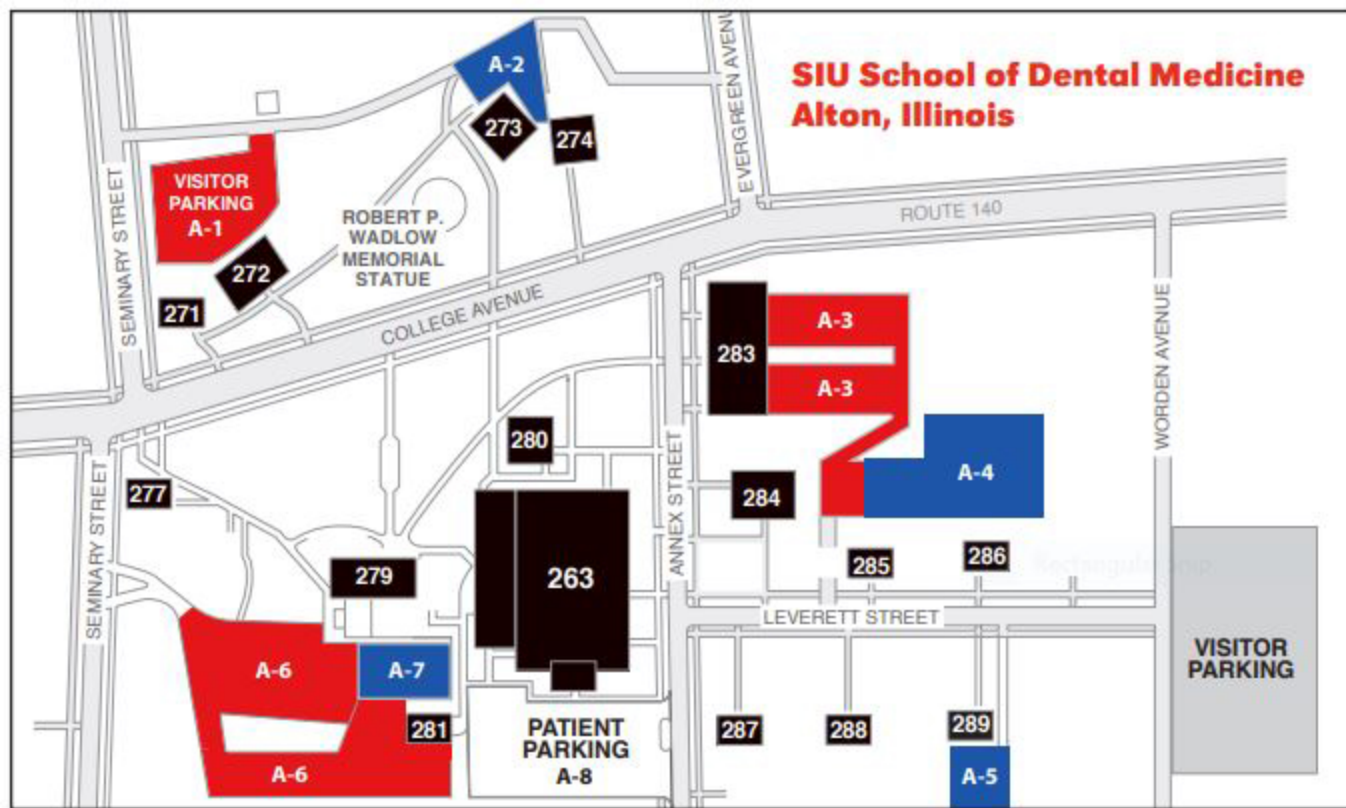 SIU School of Dental Medicine
Alton, Illinois
A-2
273
274
EVERGREEN AVENU
SEMINARY STREET
VISITOR
PARKING
A-1
272
271
ROBERT P.
WADLOW
MEMORIAL
STATUE
COLLEGE AVENUE
ROUTE 140
WORDEN AVENUE
283
A-3
A-3
280
ANNEX STREET
A-4
284
277
SEMINARY STREET
279
263
285
286
Rectangular Snip
LEVERETT STREET
VISITOR
PARKING
A-6
A-7
281
A-6
PATIENT
PARKING
A-8
287
288
289
A-5